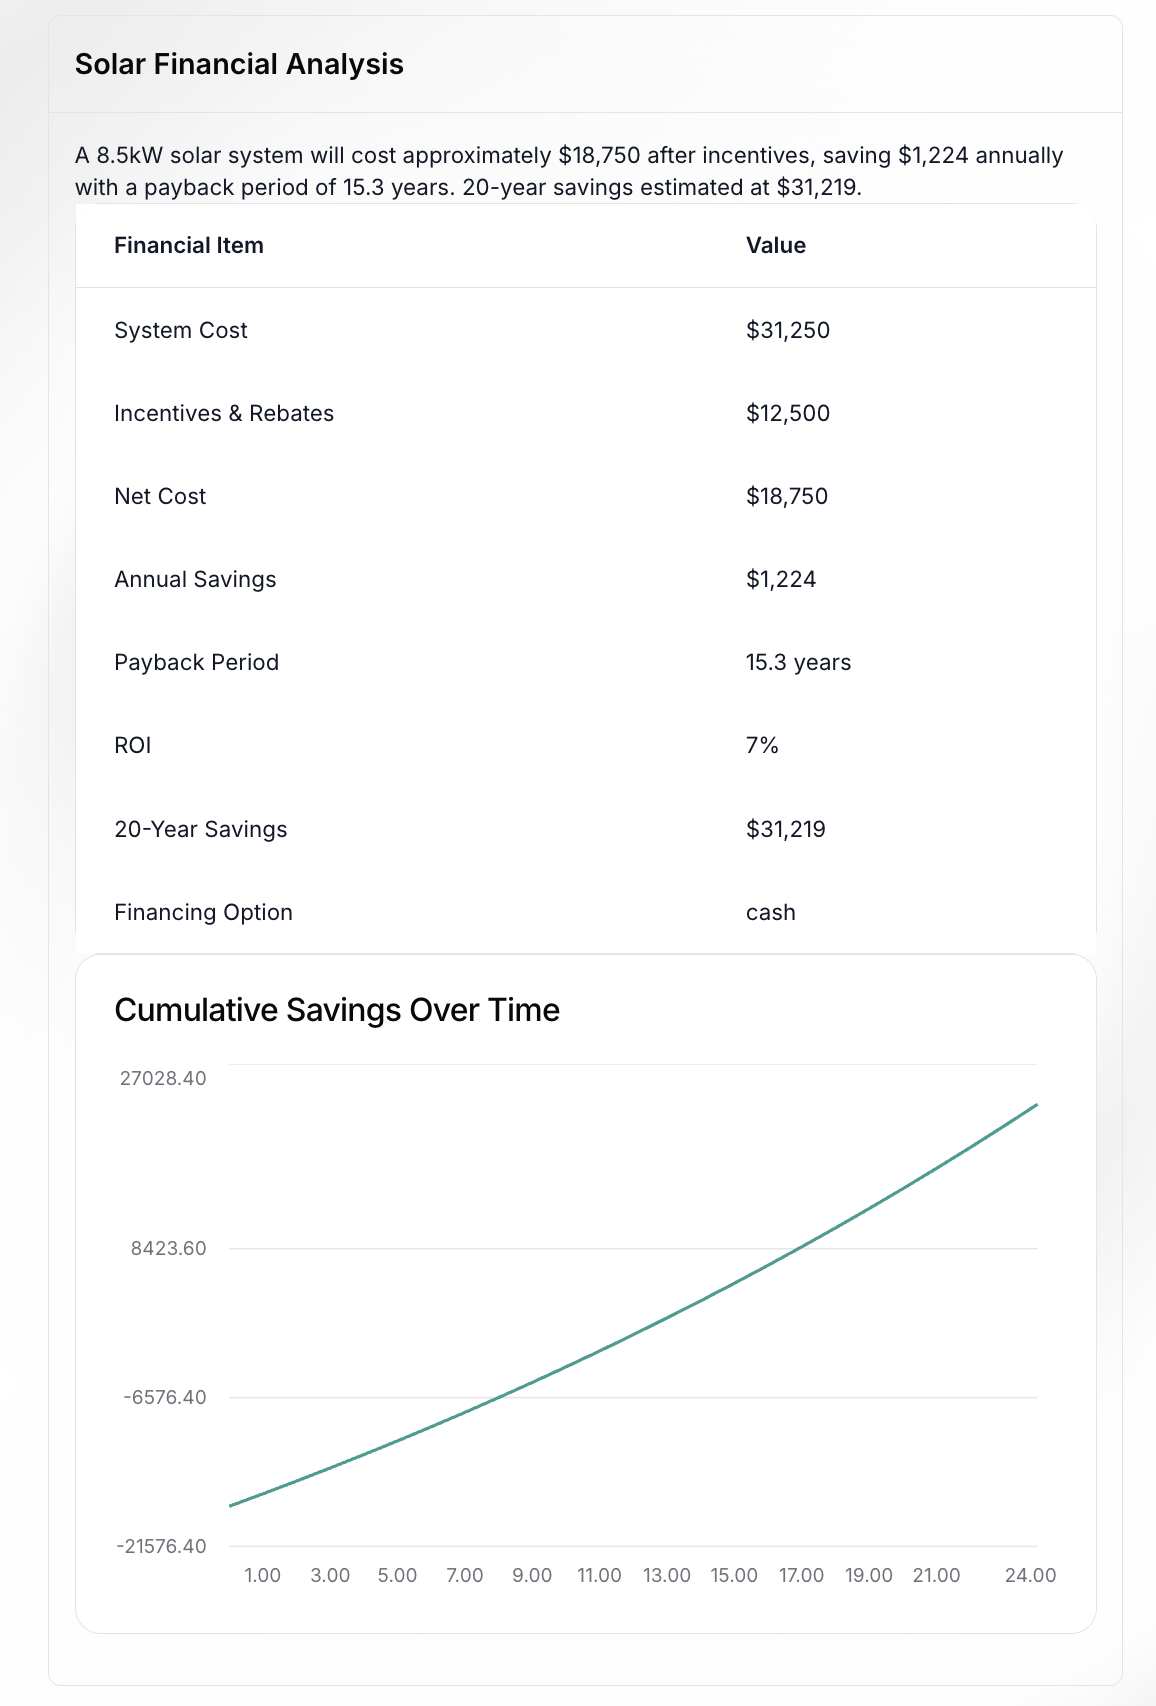 Solar Financial Analysis
A 8.5kW solar system will cost approximately $18,750 after incentives, saving $1,224 annually
with a payback period of 15.3 years. 20-year savings estimated at $31,219.
Financial Item Value
System Cost $31,250
Incentives & Rebates $12,500
Net Cost $18,750
Annual Savings $1,224
Payback Period 15.3 years
ROI 7%
20-Year Savings $31,219
Financing Option cash
Cumulative Savings Over Time
27028.40
8423.60
-6576.40
-21576.40
1.00 3.00 5.00 7.00 9.00 11.00 13.00 15.00 17.00 19.00 21.00 24.00